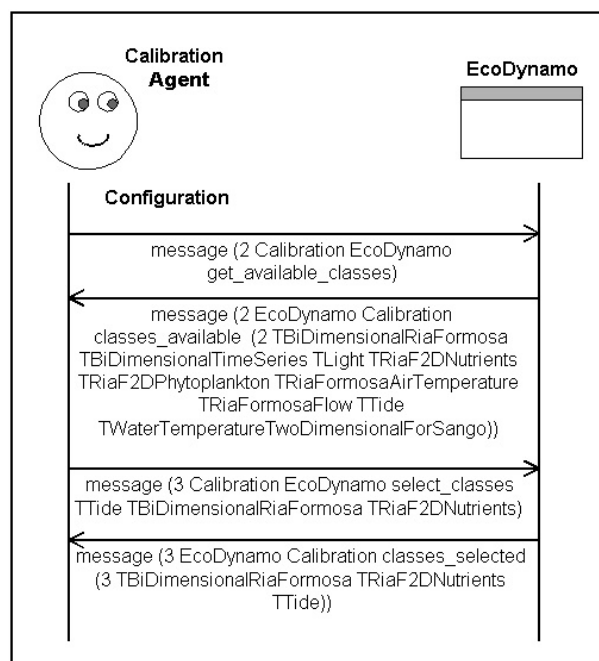 Calibration
Agent
EcoDynamo
Configuration
message (2 Calibration EcoDynamo
get_available_classes)
message (2 EcoDynamo Calibration
classes_available (2 TBiDimensionalRiaFormosa
TBiDimensionalTimeSeries TLight TRiaF2DNutrients
TRiaF2DPhytoplankton TRiaFormosaAirTemperature
TRiaFormosaFlow TTide
TWaterTemperatureTwoDimensionalForSango))
message (3 Calibration EcoDynamo select_classes
TTide TBiDimensionalRiaFormosa TRiaF2DNutrients)
message (3 EcoDynamo Calibration classes_selected
(3 TBiDimensionalRiaFormosa TRiaF2DNutrients
TTide))